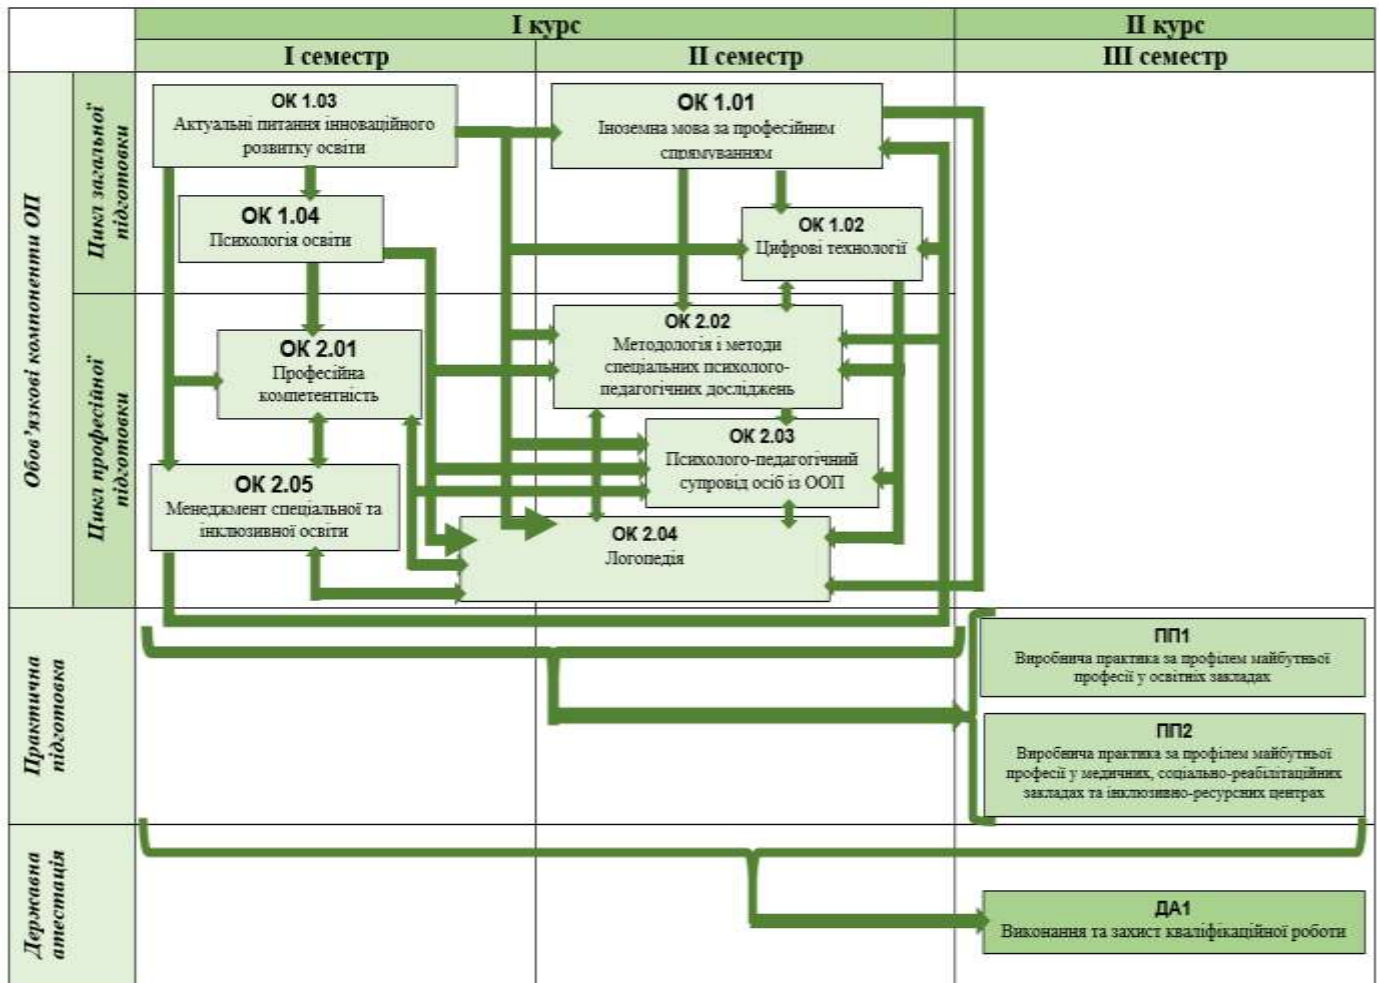 І курс
ІІ курс
І семестр
ІІ семестр
ІІІ семестр
Обов’язкові компоненти ОП
Цикл загальної
підготовки
ОК 1.03
Актуальні питання інноваційного
розвитку освіти
ОК 1.01
Іноземна мова за професійним
спрямуванням
ОК 1.04
Психологія освіти
ОК 1.02
Цифрові технології
Цикл професійної
підготовки
ОК 2.01
Професійна
компетентність
ОК 2.02
Методологія і методи
спеціальних психолого-
педагогічних досліджень
ОК 2.03
Психолого-педагогічний
супровід осіб із ООП
ОК 2.05
Менеджмент спеціальної та
інклюзивної освіти
ОК 2.04
Логопедія
Практична
підготовка
ПП1
Виробнича практика за профілем майбутньої
професії у освітніх закладах
ПП2
Виробнича практика за профілем майбутньої
професії у медичних, соціально-реабілітаційних
закладах та інклюзивно-ресурсних центрах
Державна
атестація
ДА1
Виконання та захист кваліфікаційної роботи